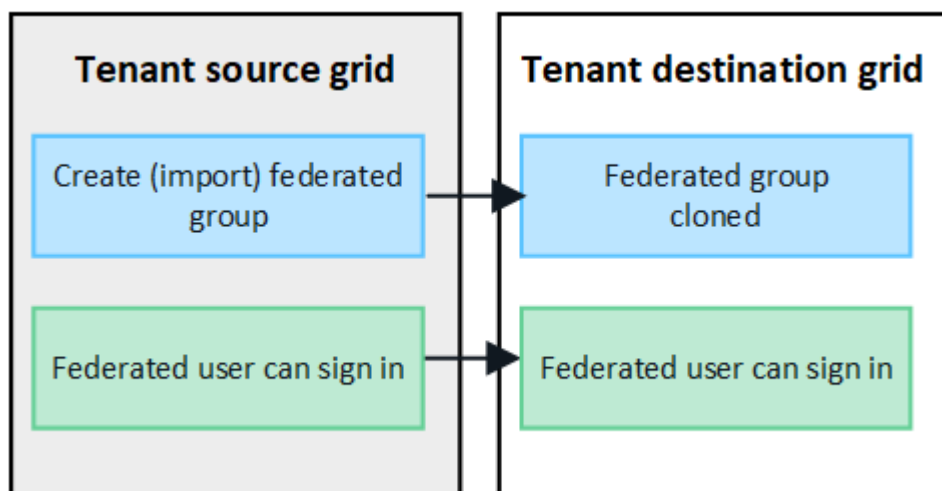 Tenant source grid
Create (import) federated
group
Federated user can sign in
Tenant destination grid
Federated group
cloned
Federated user can sign in